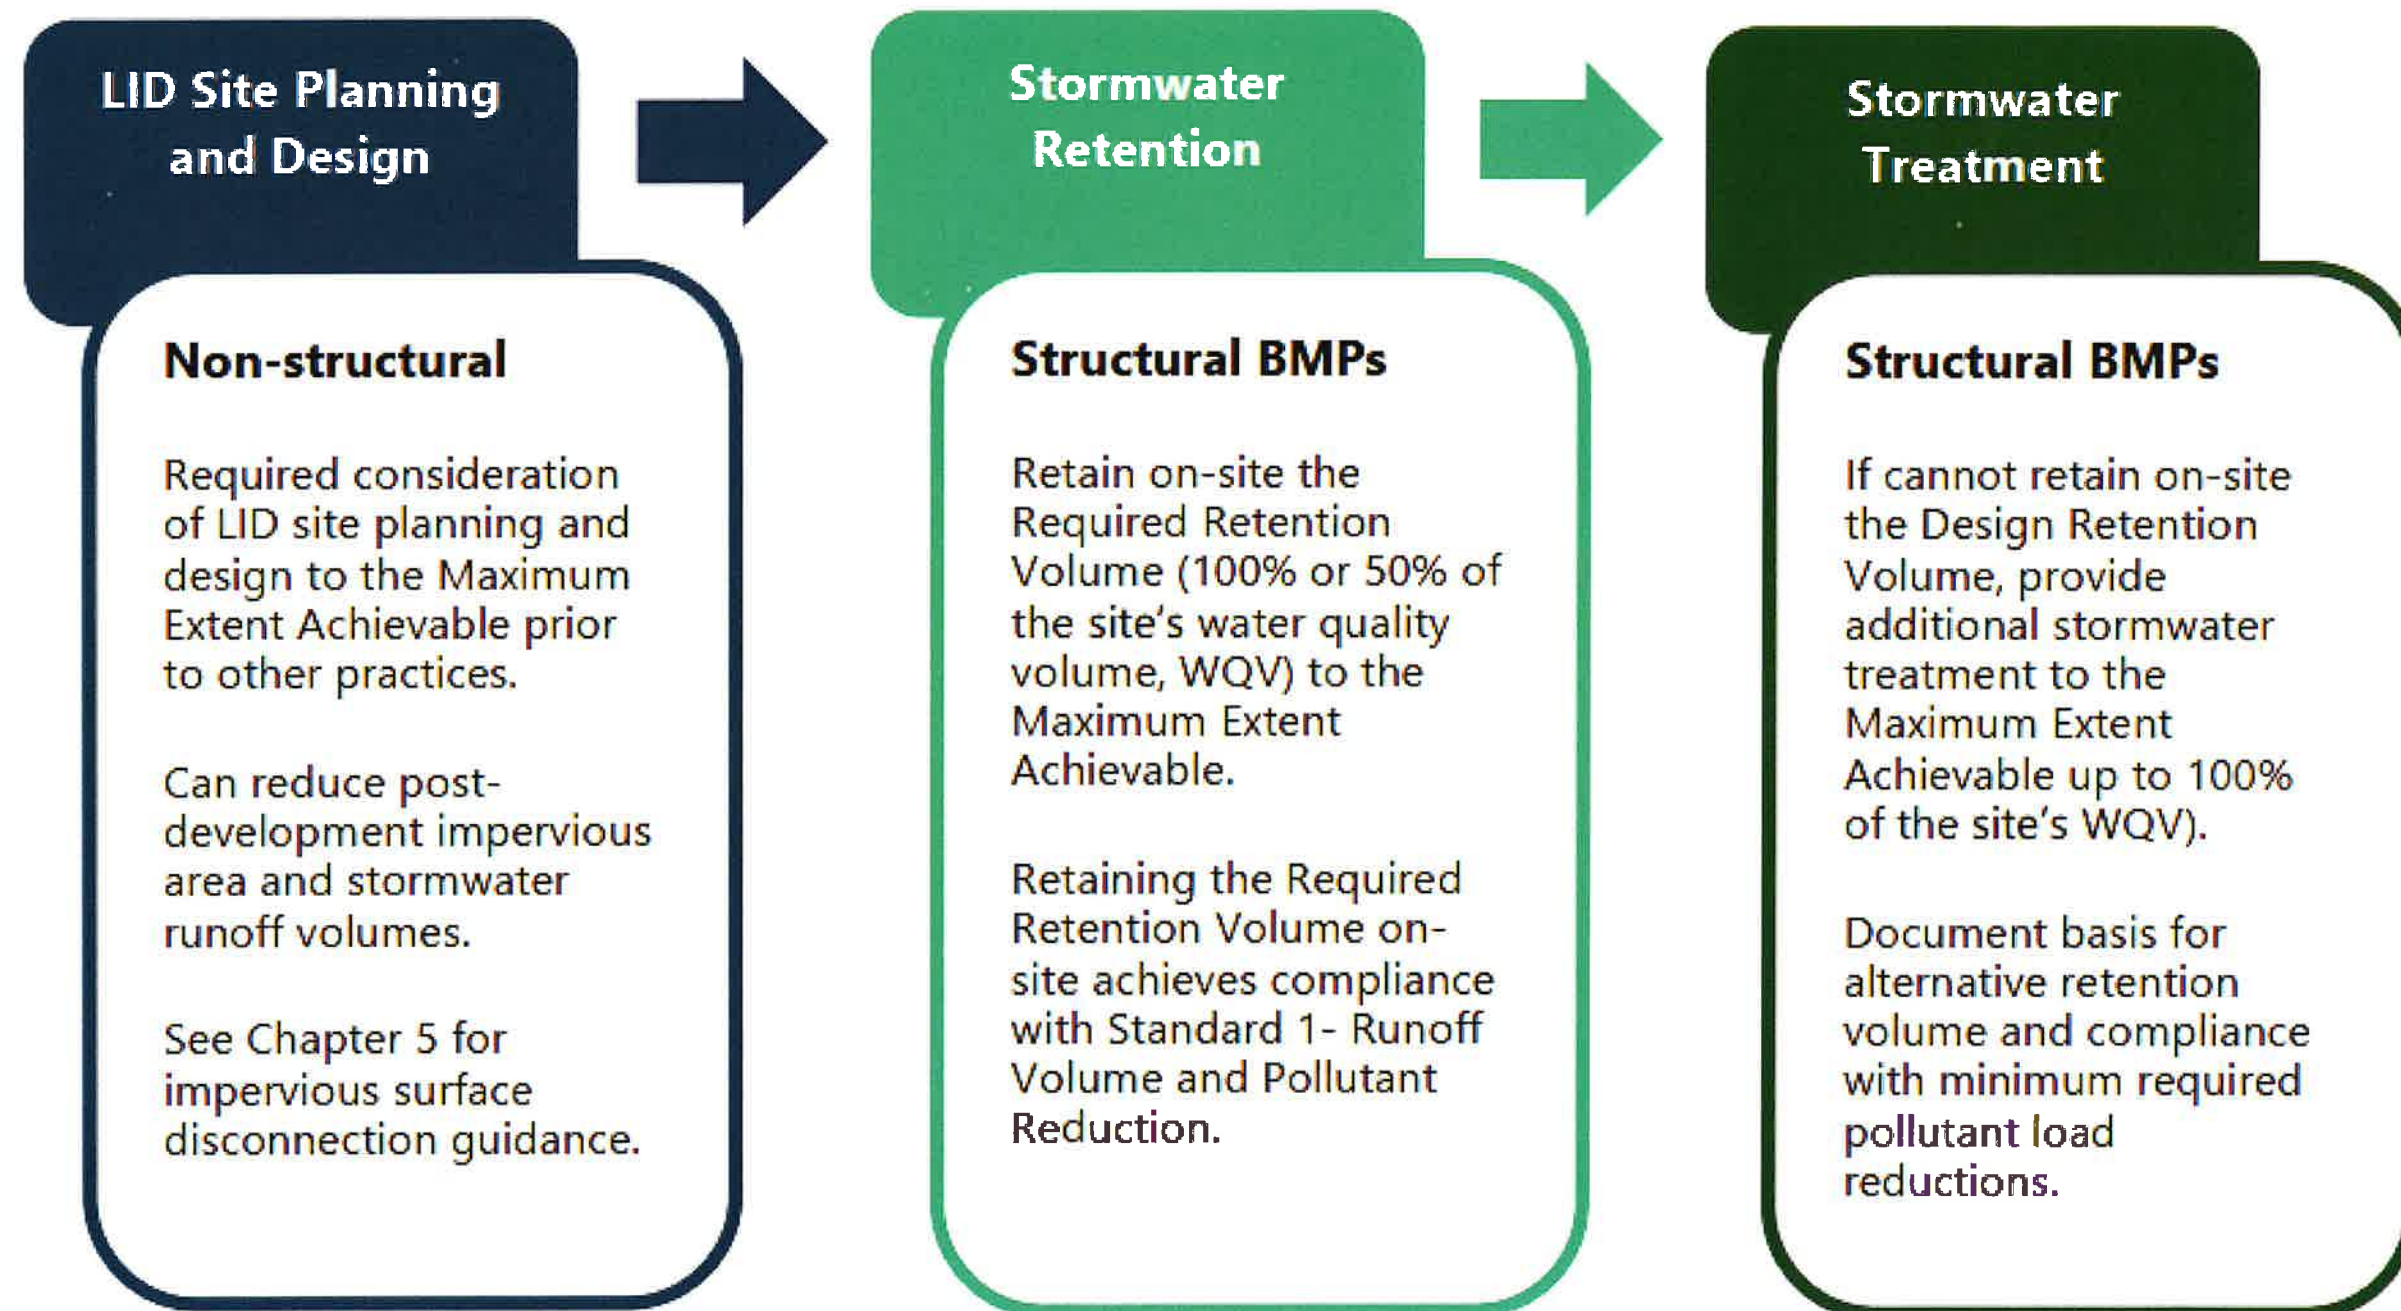 LID Site Planning
and Design
Non-structural
Required consideration
of LID site planning and
design to the Maximum
Extent Achievable prior
to other practices.
Can reduce post-
development impervious
area and stormwater
runoff volumes.
See Chapter 5 for
impervious surface
disconnection guidance.
Stormwater
Retention
Structural BMPs
Retain on-site the
Required Retention
Volume (100% or 50% of
the site's water quality
volume, WQV) to the
Maximum Extent
Achievable.
Retaining the Required
Retention Volume on-
site achieves compliance
with Standard 1- Runoff
Volume and Pollutant
Reduction.
Stormwater
Treatment
Structural BMPs
If cannot retain on-site
the Design Retention
Volume, provide
additional stormwater
treatment to the
Maximum Extent
Achievable up to 100%
of the site's WQV).
Document basis for
alternative retention
volume and compliance
with minimum required
pollutant load
reductions.